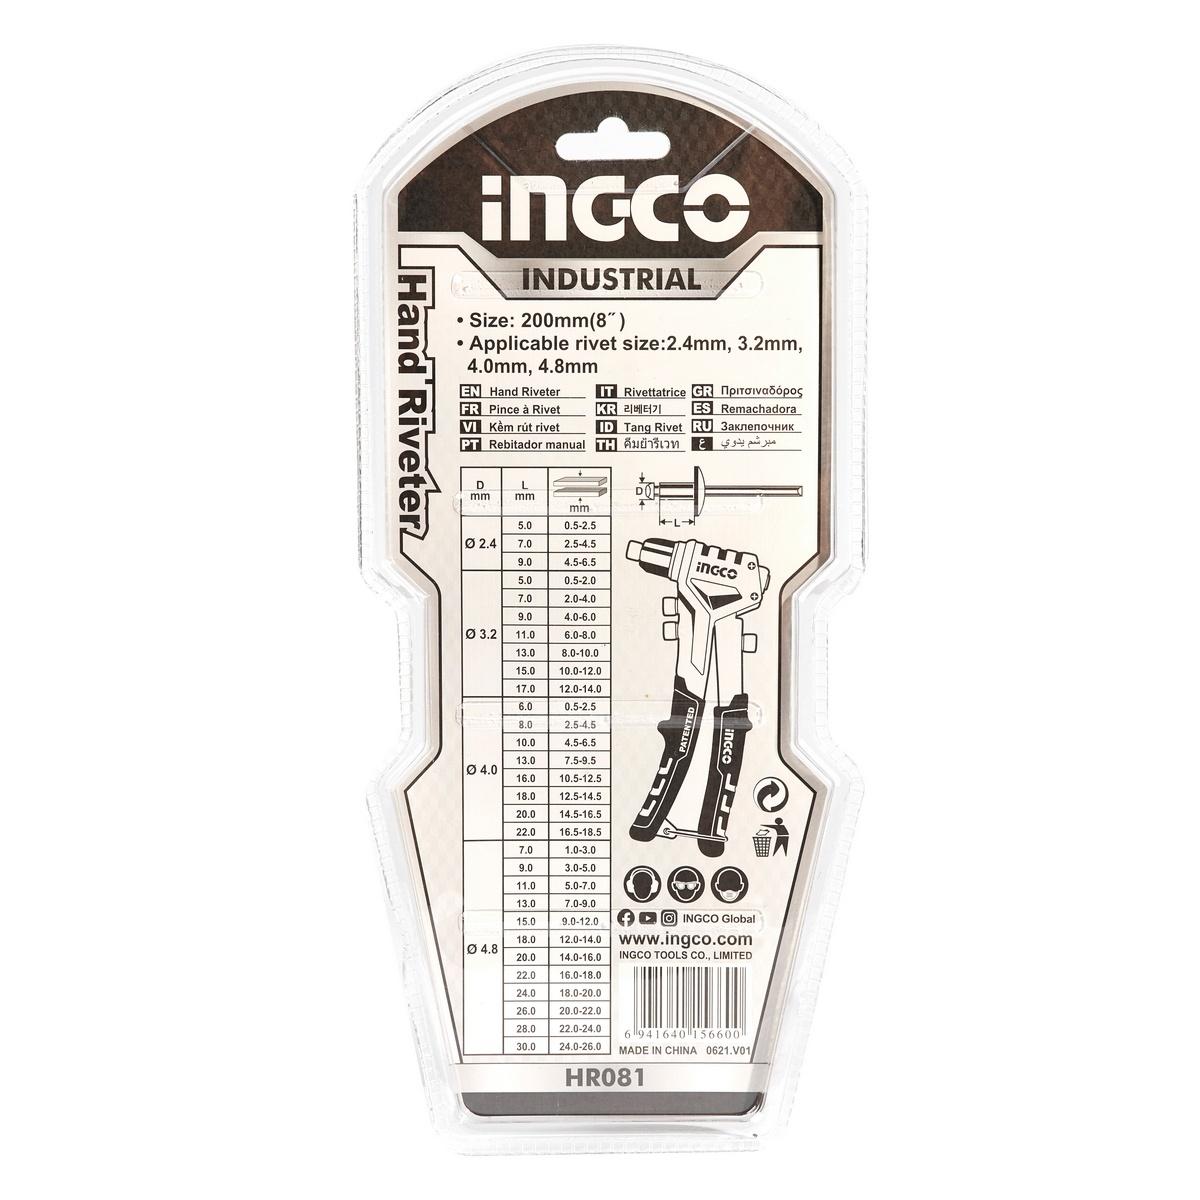 INGCO
INDUSTRIAL
Hand Riveter
• Size: 200mm(8″)
• Applicable rivet size:2.4mm, 3.2mm,
4.0mm, 4.8mm
EN Hand Riveter IT Rivettatrice GR Πριτσιναδόρος
FR Pince à Rivet KR 리베터기 ES Remachadora
VI Kềm rút rivet ID Tang Rivet RU Заклепочник
PT Rebitador manual TH คีมย้ำรีเวท ع مبرشم يدوي
D mm L mm mm
Ø 2.4
5.0 0.5-2.5
7.0 2.5-4.5
9.0 4.5-6.5
Ø 3.2
5.0 0.5-2.0
7.0 2.0-4.0
9.0 4.0-6.0
11.0 6.0-8.0
13.0 8.0-10.0
15.0 10.0-12.0
17.0 12.0-14.0
Ø 4.0
6.0 0.5-2.5
8.0 2.5-4.5
10.0 4.5-6.5
13.0 7.5-9.5
16.0 10.5-12.5
18.0 12.5-14.5
20.0 14.5-16.5
22.0 16.5-18.5
Ø 4.8
7.0 1.0-3.0
9.0 3.0-5.0
11.0 5.0-7.0
13.0 7.0-9.0
15.0 9.0-12.0
18.0 12.0-14.0
20.0 14.0-16.0
22.0 16.0-18.0
24.0 18.0-20.0
26.0 20.0-22.0
28.0 22.0-24.0
30.0 24.0-26.0
D
L
INGCO
PATENTED
INGCO
INGCO Global
www.ingco.com
INGCO TOOLS CO., LIMITED
6 941640 156600
MADE IN CHINA 0621.V01
HR081